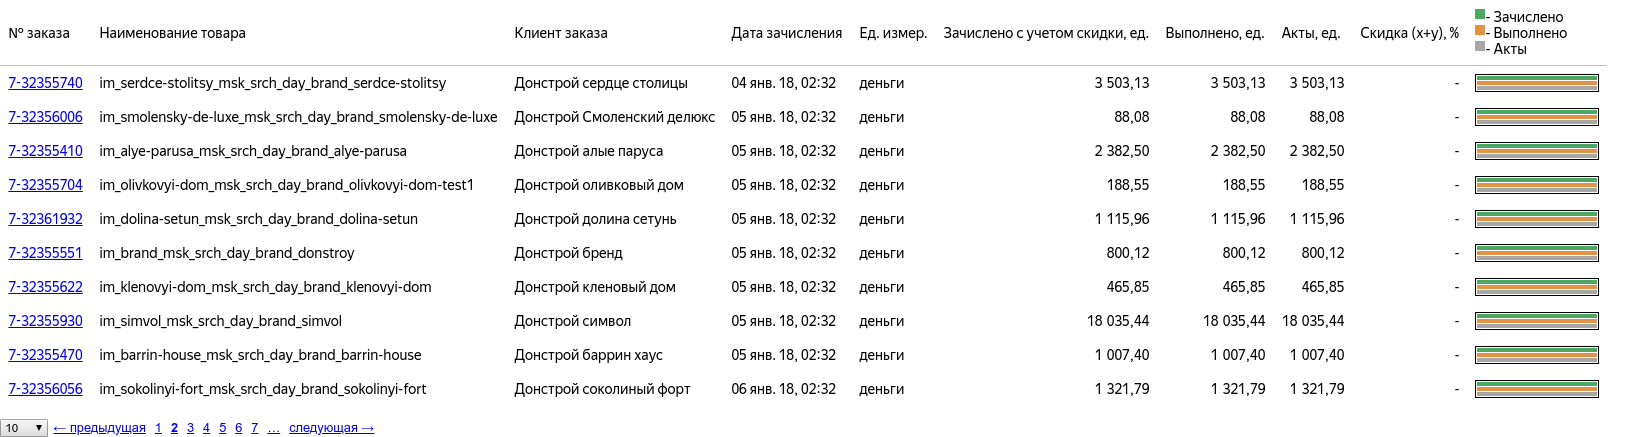 № заказа Наименование товара Клиент заказа Дата зачисления Ед. измер. Зачислено с учетом скидки, ед. Выполнено, ед. Акты, ед. Скидка (x+y), % - Зачислено
- Выполнено
- Акты
7-32355740 im_serdce-stolitsy_msk_srch_day_brand_serdce-stolitsy Донстрой сердце столицы 04 янв. 18, 02:32 деньги 3 503,13 3 503,13 3 503,13 -
7-32356006 im_smolensky-de-luxe_msk_srch_day_brand_smolensky-de-luxe Донстрой Смоленский делюкс 05 янв. 18, 02:32 деньги 88,08 88,08 88,08 -
7-32355410 im_alye-parusa_msk_srch_day_brand_alye-parusa Донстрой алые паруса 05 янв. 18, 02:32 деньги 2 382,50 2 382,50 2 382,50 -
7-32355704 im_olivkovyi-dom_msk_srch_day_brand_olivkovyi-dom-test1 Донстрой оливковый дом 05 янв. 18, 02:32 деньги 188,55 188,55 188,55 -
7-32361932 im_dolina-setun_msk_srch_day_brand_dolina-setun Донстрой долина сетунь 05 янв. 18, 02:32 деньги 1 115,96 1 115,96 1 115,96 -
7-32355551 im_brand_msk_srch_day_brand_donstroy Донстрой бренд 05 янв. 18, 02:32 деньги 800,12 800,12 800,12 -
7-32355622 im_klenovyi-dom_msk_srch_day_brand_klenovyi-dom Донстрой кленовый дом 05 янв. 18, 02:32 деньги 465,85 465,85 465,85 -
7-32355930 im_simvol_msk_srch_day_brand_simvol Донстрой символ 05 янв. 18, 02:32 деньги 18 035,44 18 035,44 18 035,44 -
7-32355470 im_barrin-house_msk_srch_day_brand_barrin-house Донстрой баррин хаус 05 янв. 18, 02:32 деньги 1 007,40 1 007,40 1 007,40 -
7-32356056 im_sokolinyi-fort_msk_srch_day_brand_sokolinyi-fort Донстрой соколиный форт 06 янв. 18, 02:32 деньги 1 321,79 1 321,79 1 321,79 -
10 ← предыдущая 1 2 3 4 5 6 7 ... следующая →